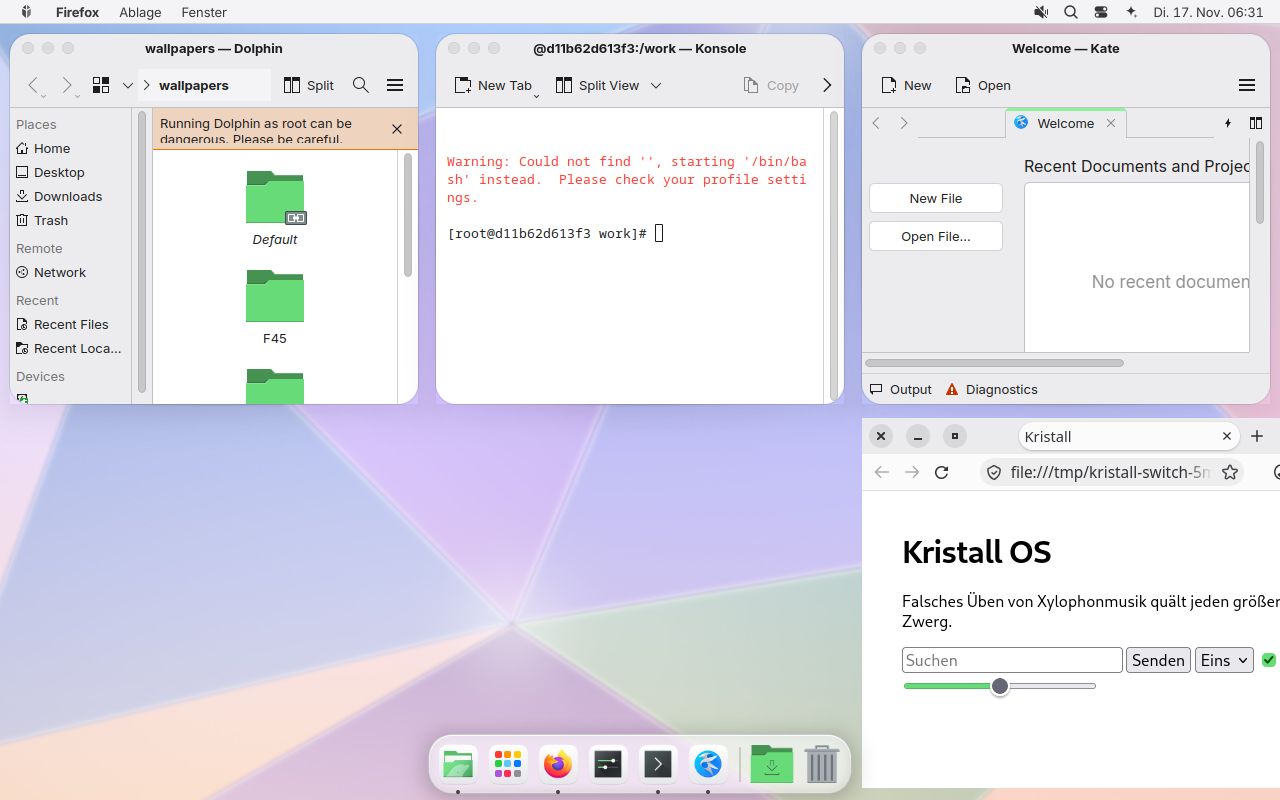 Firefox Ablage Fenster Di. 17. Nov. 06:31
wallpapers — Dolphin
wallpapers Split
Places
Home
Desktop
Downloads
Trash
Remote
Network
Recent
Recent Files
Recent Loca...
Devices
Running Dolphin as root can be
dangerous. Please be careful.
Default
F45
@d11b62d613f3:/work — Konsole
New Tab Split View Copy
Warning: Could not find '', starting '/bin/ba
sh' instead.  Please check your profile setti
ngs.
[root@d11b62d613f3 work]#
Welcome — Kate
New Open
Welcome
New File
Open File...
Recent Documents and Projec
No recent documen
Output Diagnostics
Kristall
file:///tmp/kristall-switch-5
Kristall OS
Falsches Üben von Xylophonmusik quält jeden größer
Zwerg.
Suchen Senden Eins